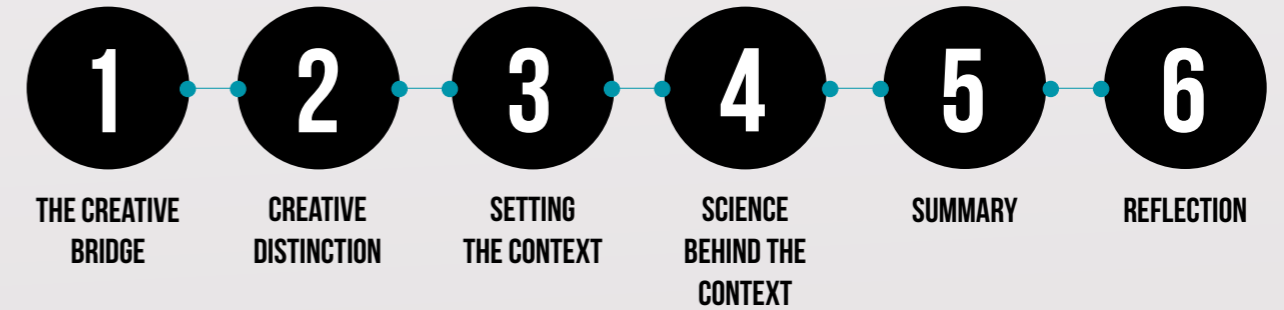 1
2
3
4
5
6
THE CREATIVE
BRIDGE
CREATIVE
DISTINCTION
SETTING
THE CONTEXT
SCIENCE
BEHIND THE
CONTEXT
SUMMARY
REFLECTION